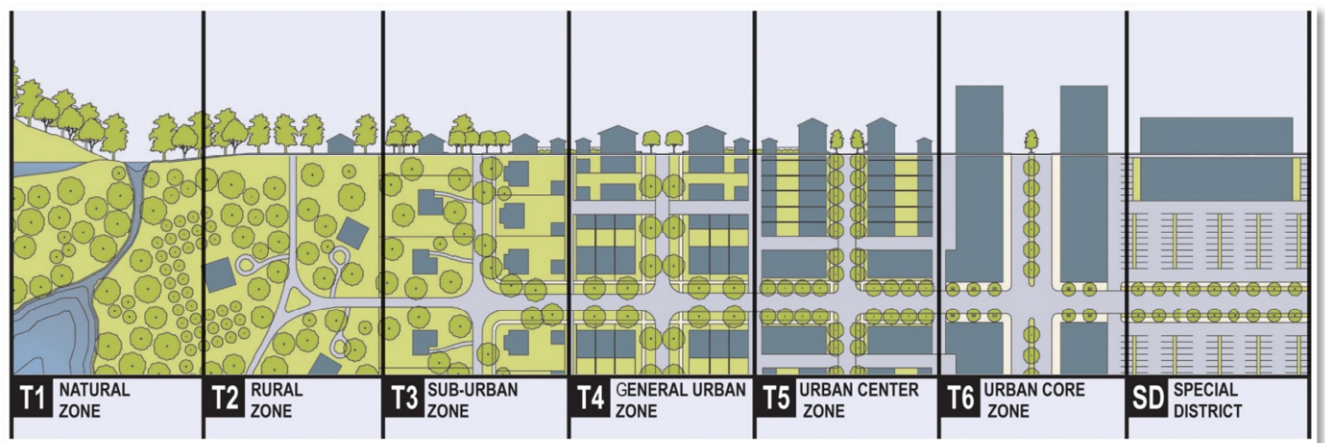 T1 NATURAL
ZONE
T2 RURAL
ZONE
T3 SUB-URBAN
ZONE
T4 GENERAL URBAN
ZONE
T5 URBAN CENTER
ZONE
T6 URBAN CORE
ZONE
SD SPECIAL
DISTRICT